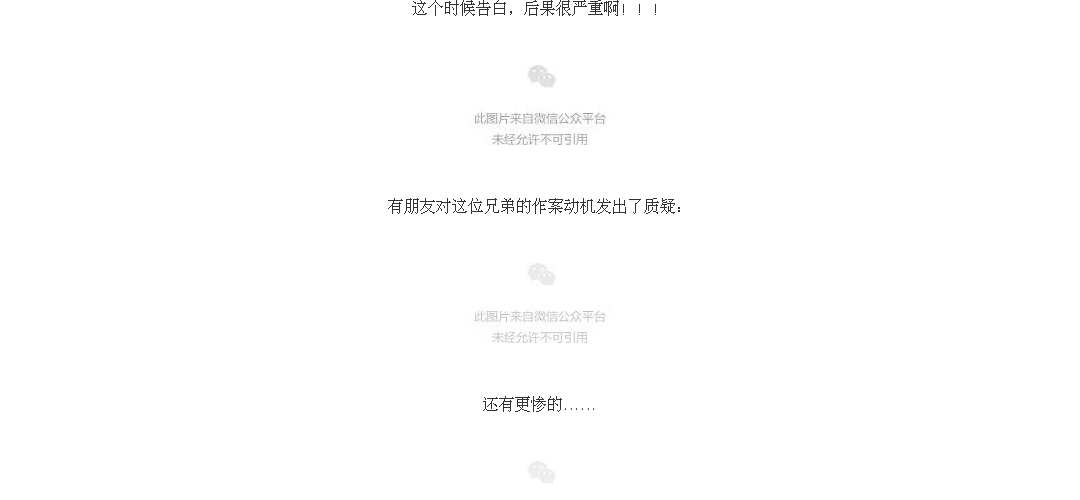 这个时候告白，后果很严重啊！！！
此图片来自微信公众平台
未经允许不可引用
有朋友对这位兄弟的作案动机发出了质疑：
此图片来自微信公众平台
未经允许不可引用
还有更惨的……